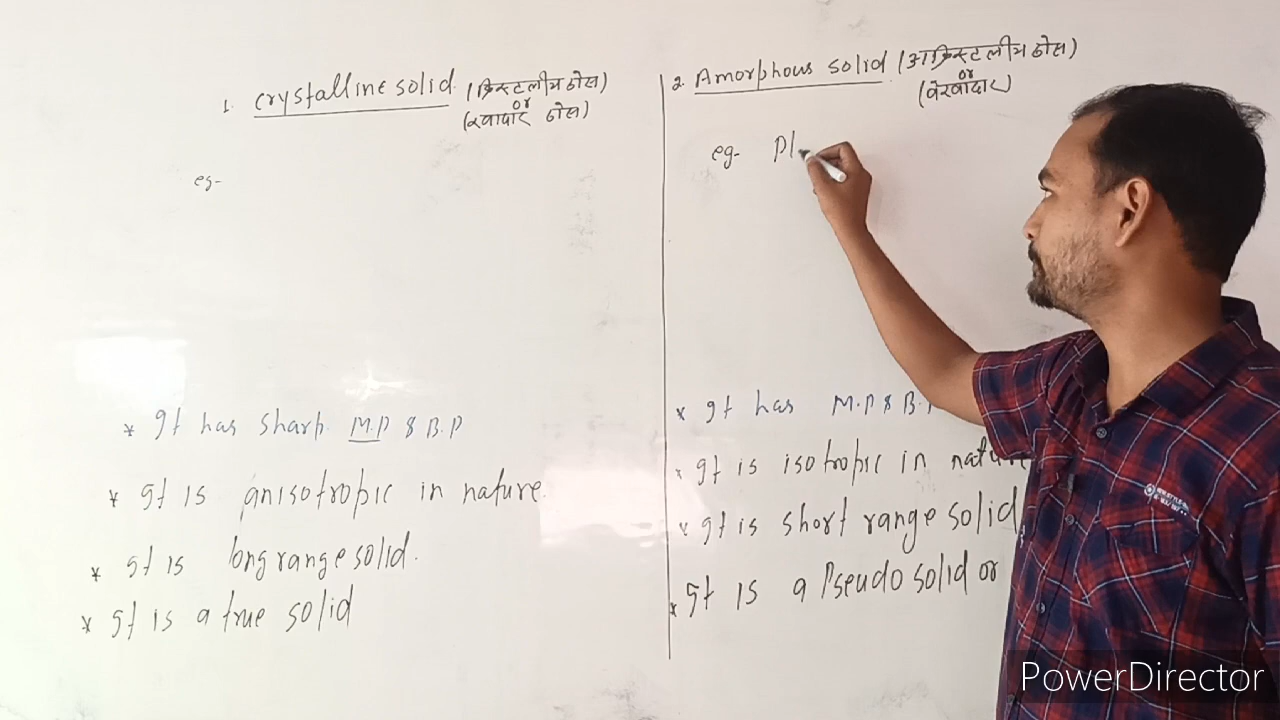 1. Crystalline solid. (क्रिस्टलीय ठोस)
or
(रवादार ठोस)
eg-
* It has sharp M.P & B.P
* It is anisotropic in nature.
* It is long range solid.
* It is a true solid
2. Amorphous solid (आक्रिस्टलीय ठोस)
or
(बेरवादार)
eg- Pl
* It has M.P & B.P
* It is isotropic in nature
* It is short range solid
* It is a Pseudo solid or
PowerDirector